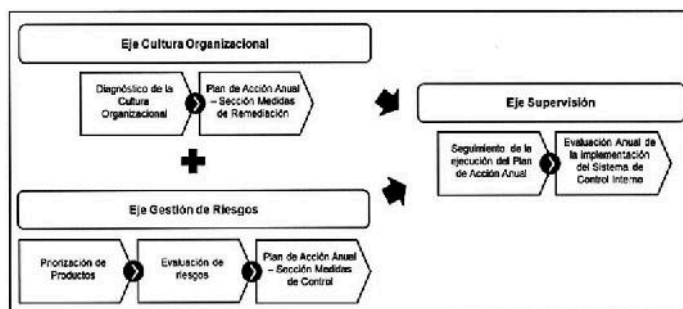 Eje Cultura Organizacional
Diagnóstico de la
Cultura
Organizacional
Plan de Acción Anual
– Sección Medidas
de Remediación
Eje Gestión de Riesgos
Priorización de
Productos
Evaluación de
riesgos
Plan de Acción Anual
– Sección Medidas
de Control
Eje Supervisión
Seguimiento de la
ejecución del Plan
de Acción Anual
Evaluación Anual de
la Implementación
del Sistema de
Control Interno